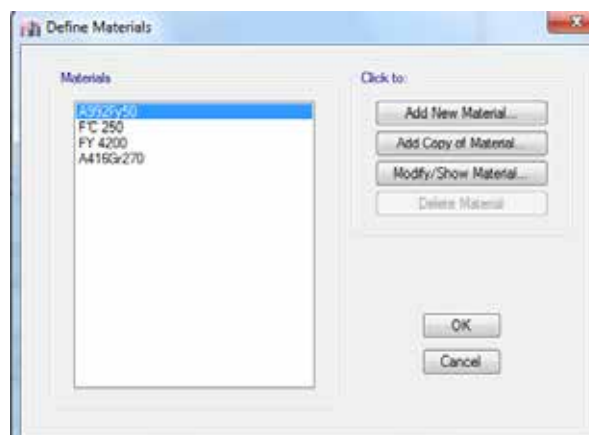 Define Materials
Materials
A992Fy50
F'C 250
FY 4200
A416Gr270
Click to:
Add New Material...
Add Copy of Material...
Modify/Show Material...
Delete Material
OK
Cancel